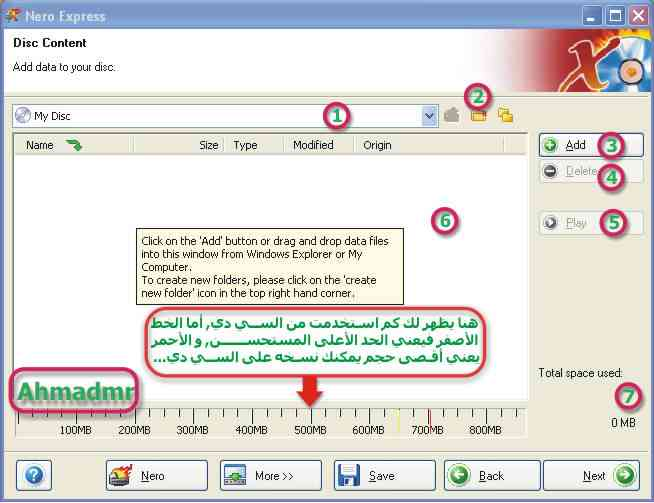 Nero Express
Disc Content
Add data to your disc.
2
My Disc
1
Name Size Type Modified Origin
Add 3
Delete 4
Play 5
6
Click on the 'Add' button or drag and drop data files
into this window from Windows Explorer or My
Computer.
To create new folders, please click on the 'create
new folder' icon in the top right hand corner.
هنا يظهر لك كم استخدمت من السي دي, أما الخط
الأصفر فيعني الحد الأعلى المستحسن, و الأحمر
يعني أقصى حجم يمكنك نسخه على السي دي...
Total space used:
Ahmadmr
7
0 MB
100MB 200MB 300MB 400MB 500MB 600MB 700MB 800MB
? Nero More >> Save Back Next